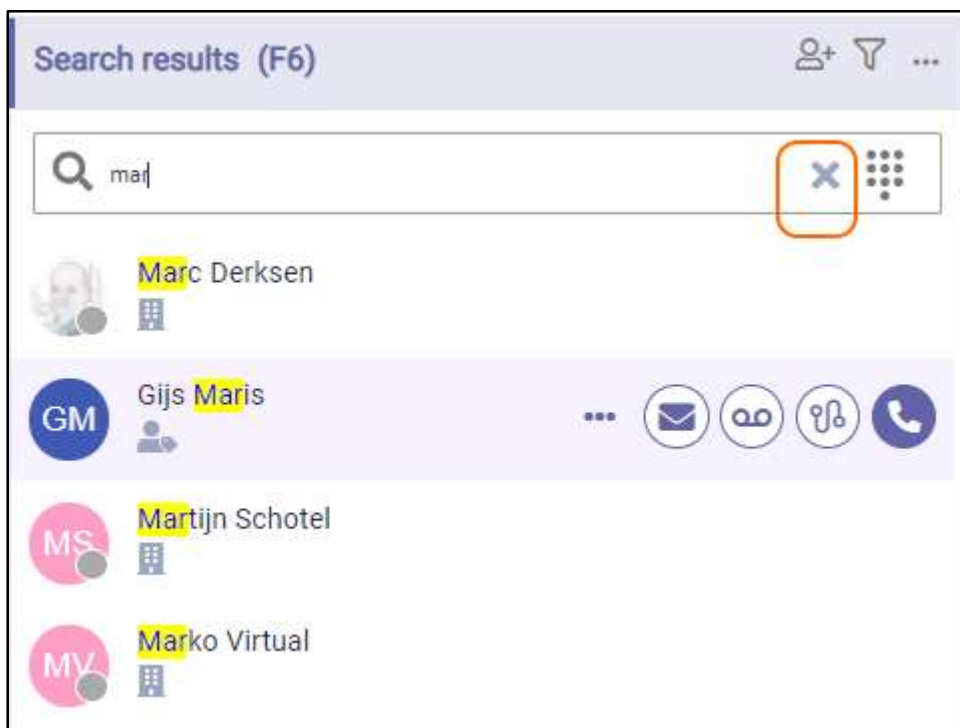 Search results (F6)
mar
Marc Derksen
GM
Gijs Maris
MS
Martijn Schotel
MV
Marko Virtual